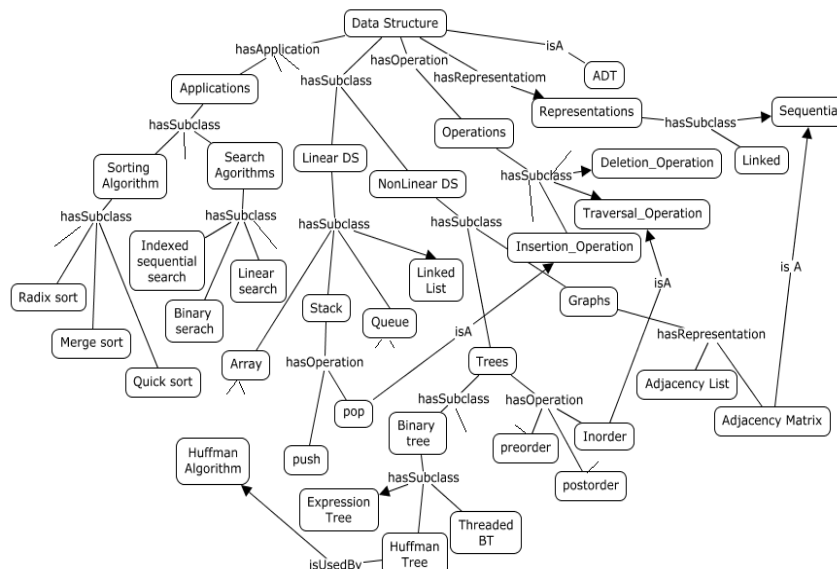 Data Structure
hasApplication
hasSubclass
hasOperation
hasRepresentatiom
isA
ADT
Applications
Representations
Sequential
hasSubclass
Linked
hasSubclass
Operations
Sorting
Algorithm
Search
Agorithms
Linear DS
NonLinear DS
hasSubclass
Deletion_Operation
Traversal_Operation
Insertion_Operation
hasSubclass
hasSubclass
hasSubclass
hasSubclass
Indexed
sequential
search
Linear
search
Binary
serach
Radix sort
Merge sort
Quick sort
Linked
List
Stack
Queue
Array
hasOperation
isA
pop
push
Graphs
isA
is A
hasRepresentation
Adjacency List
Adjacency Matrix
Trees
hasSubclass
hasOperation
Binary
tree
preorder
Inorder
postorder
hasSubclass
Huffman
Algorithm
Expression
Tree
Threaded
BT
Huffman
Tree
isUsedBy